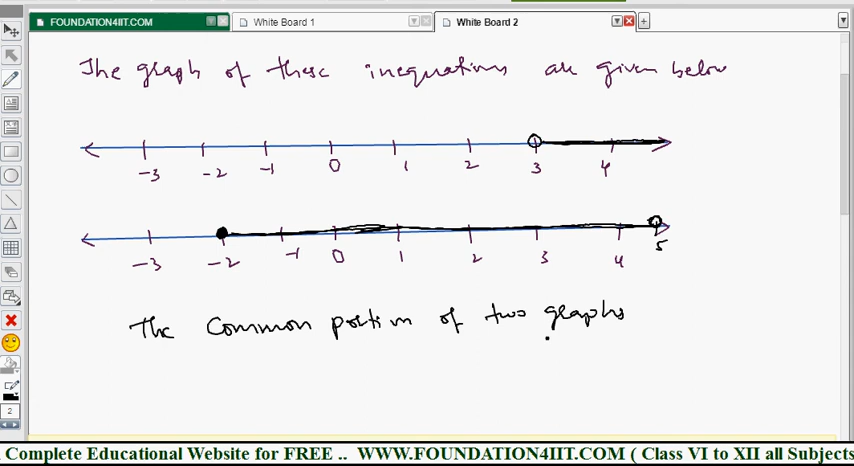 FOUNDATION4IIT.COM
White Board 1
White Board 2
The graph of these inequations are given below
-3 -2 -1 0 1 2 3 4
-3 -2 -1 0 1 2 3 4 5
The Common portion of two graphs
2
Complete Educational Website for FREE .. WWW.FOUNDATION4IIT.COM ( Class VI to XII all Subjects